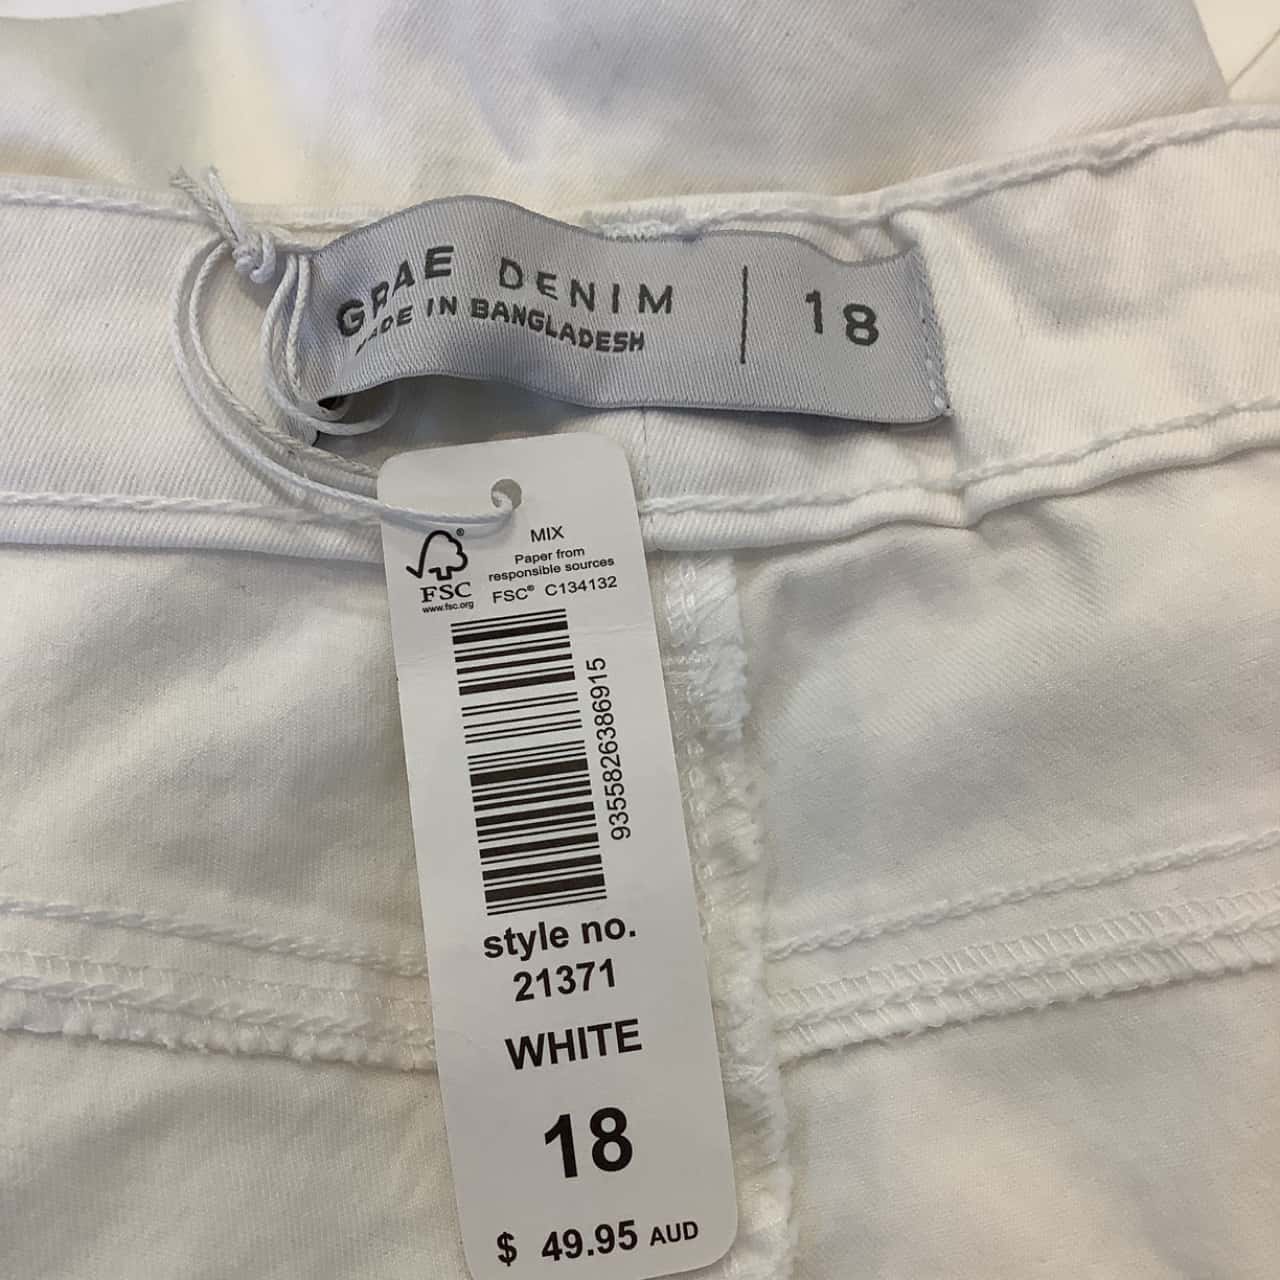 GRAE DENIM | 18
MADE IN BANGLADESH
MIX
Paper from
responsible sources
FSC® C134132
®
FSC
www.fsc.org
9355826386915
style no.
21371
WHITE
18
$ 49.95 AUD